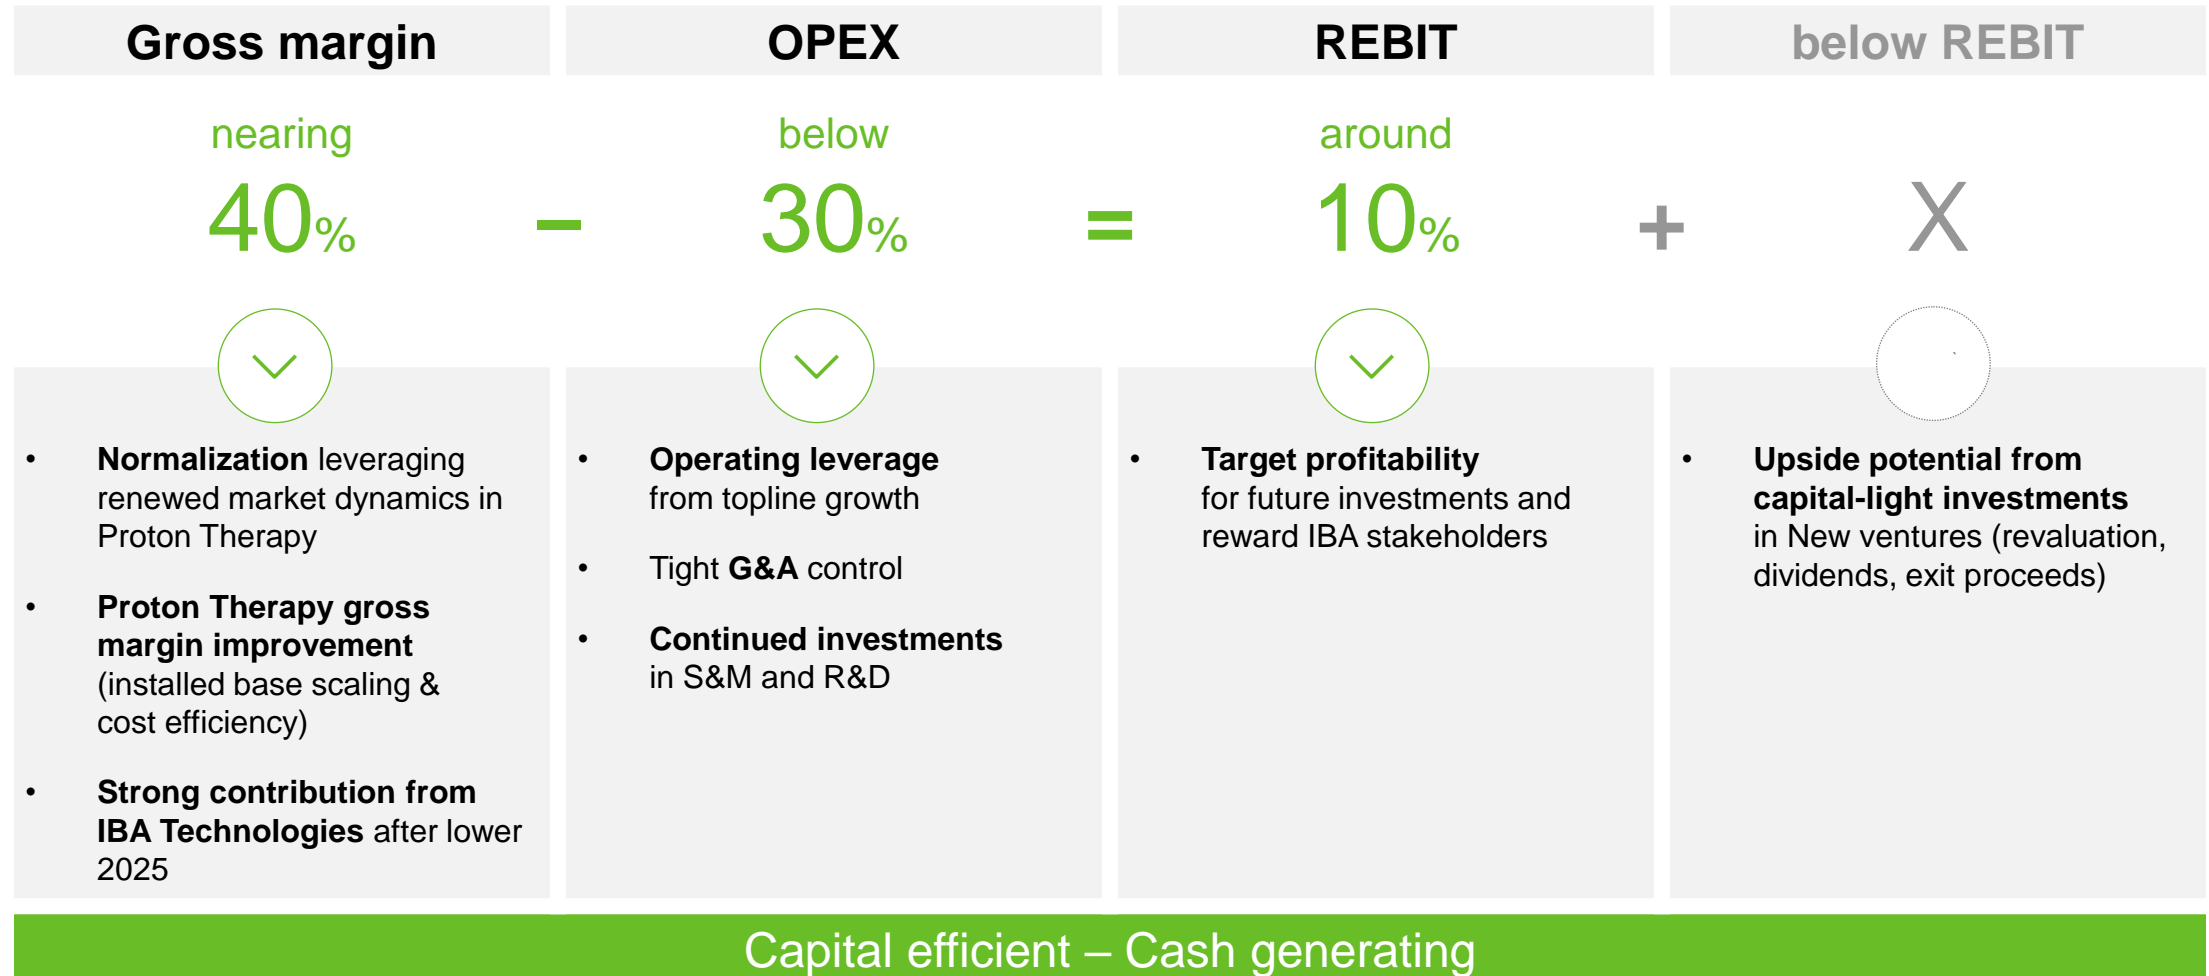 Gross margin
OPEX
REBIT
below REBIT
nearing
below
around
40% – 30% = 10% + X
• Normalization leveraging
renewed market dynamics in
Proton Therapy
• Proton Therapy gross
margin improvement
(installed base scaling &
cost efficiency)
• Strong contribution from
IBA Technologies after lower
2025
• Operating leverage
from topline growth
• Tight G&A control
• Continued investments
in S&M and R&D
• Target profitability
for future investments and
reward IBA stakeholders
• Upside potential from
capital-light investments
in New ventures (revaluation,
dividends, exit proceeds)
Capital efficient – Cash generating